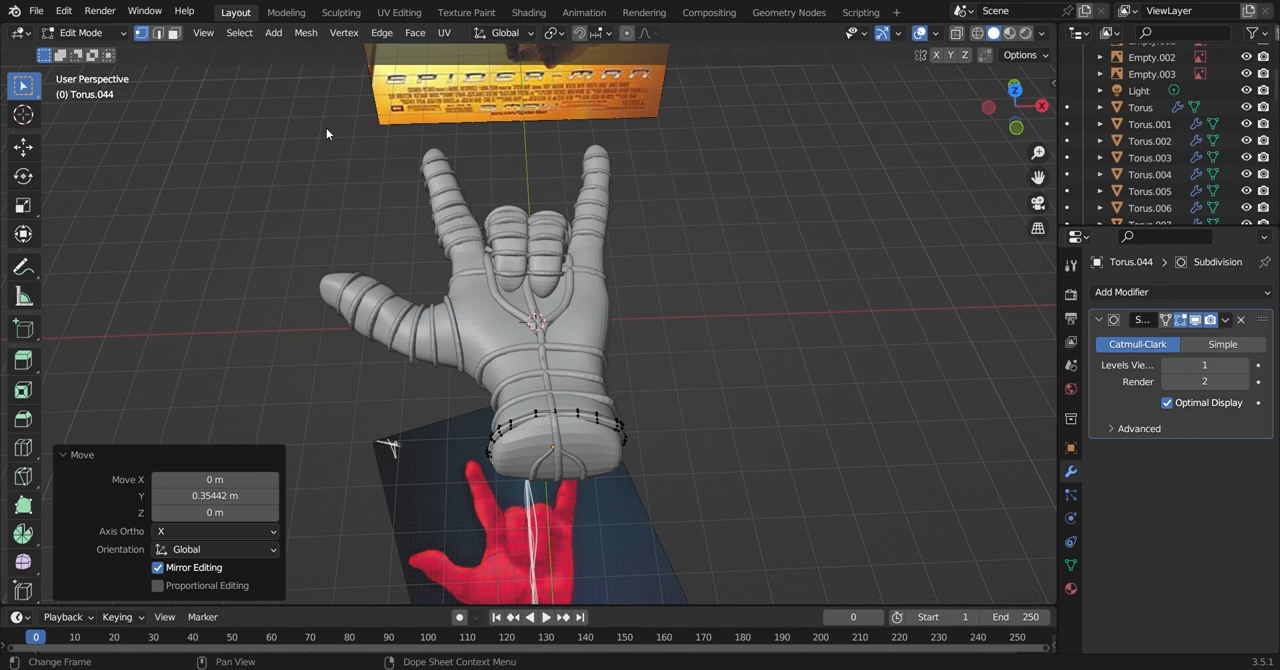 File Edit Render Window Help Layout Modeling Sculpting UV Editing Texture Paint Shading Animation Rendering Compositing Geometry Nodes Scripting + Scene ViewLayer
Edit Mode View Select Add Mesh Vertex Edge Face UV Global
X Y Z Options
User Perspective
(0) Torus.044
SPIDER-MAN
Z
X
Empty.002
Empty.003
Light
Torus
Torus.001
Torus.002
Torus.003
Torus.004
Torus.005
Torus.006
Torus.044 > Subdivision
Add Modifier
S...
Catmull-Clark Simple
Levels Vie... 1
Render 2
Optimal Display
Advanced
Move
Move X 0 m
Y 0.35442 m
Z 0 m
Axis Ortho X
Orientation Global
Mirror Editing
Proportional Editing
Playback Keying View Marker 0 Start 1 End 250
0 10 20 30 40 50 60 70 80 90 100 110 120 130 140 150 160 170 180 190 200 210 220 230 240 250
Change Frame Pan View Dope Sheet Context Menu 3.5.1